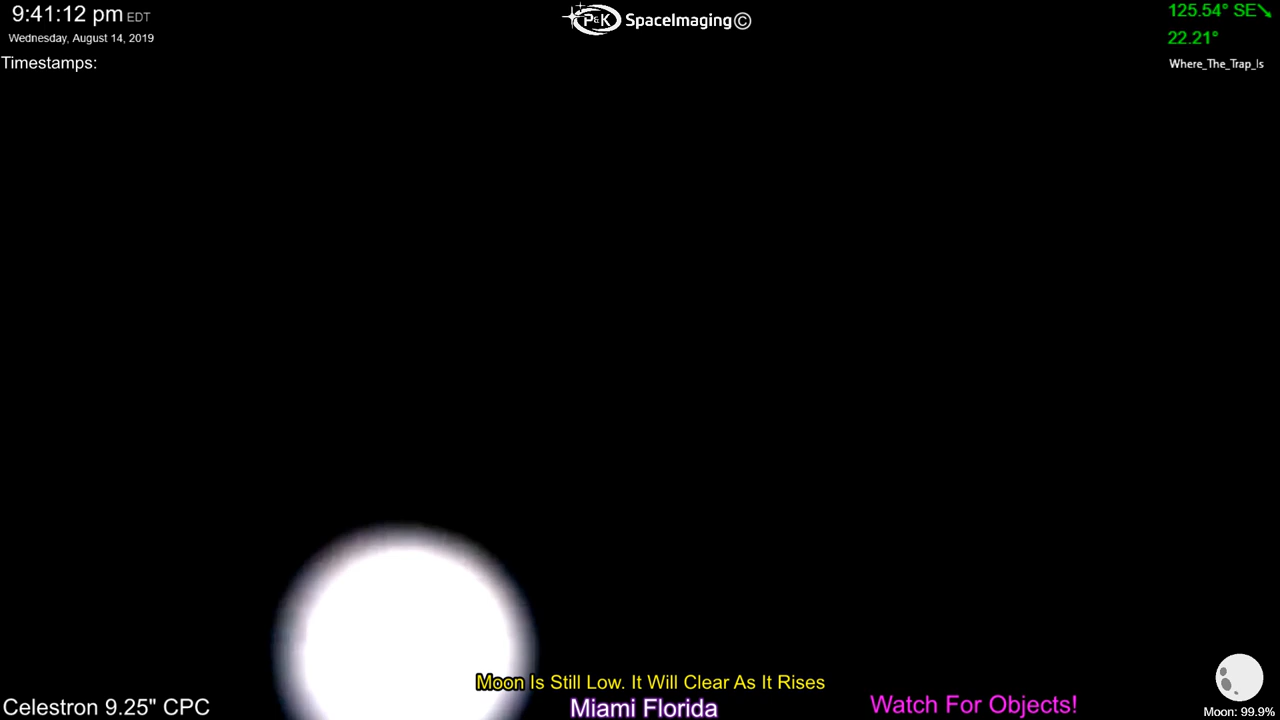 9:41:12 pm EDT
Wednesday, August 14, 2019
Timestamps:
P&K SpaceImaging©
125.54° SE↘
22.21°
Where_The_Trap_Is
Moon Is Still Low. It Will Clear As It Rises
Celestron 9.25" CPC
Miami Florida
Watch For Objects!
Moon: 99.9%